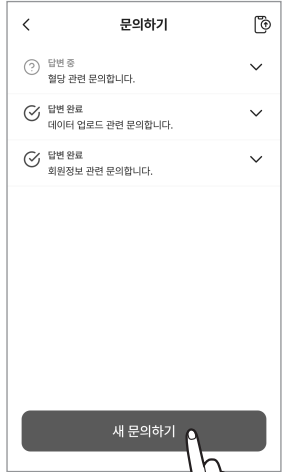 문의하기
답변 중
혈당 관련 문의합니다.
답변 완료
데이터 업로드 관련 문의합니다.
답변 완료
회원정보 관련 문의합니다.
새 문의하기